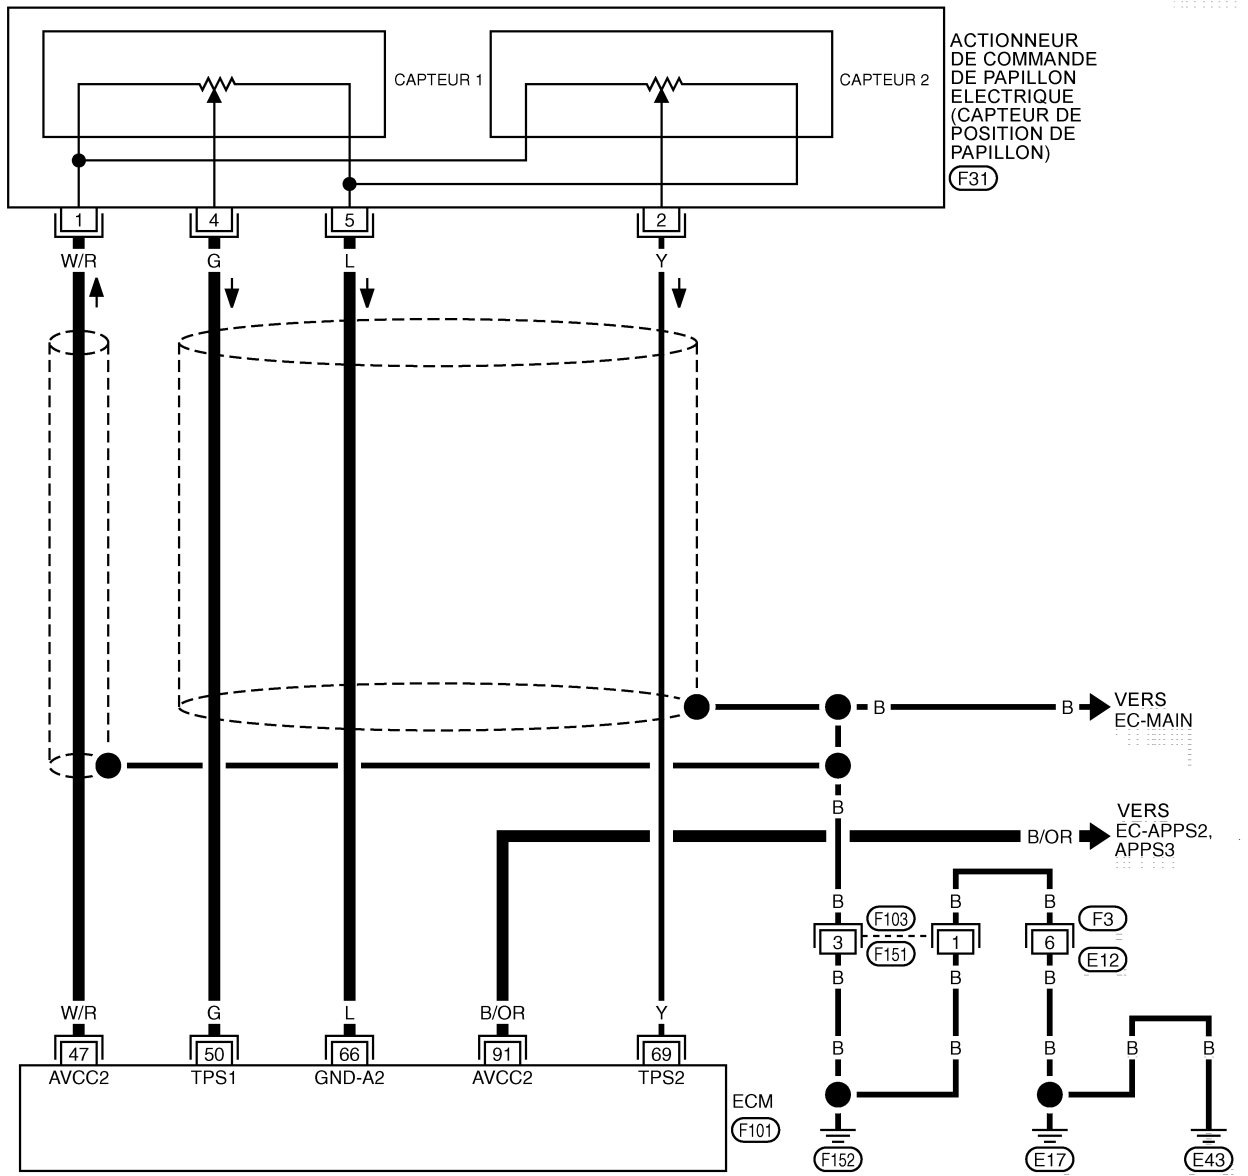 CAPTEUR 1
CAPTEUR 2
ACTIONNEUR
DE COMMANDE
DE PAPILLON
ELECTRIQUE
(CAPTEUR DE
POSITION DE
PAPILLON)
F31
1
4
5
2
W/R
G
L
Y
B
B
VERS
EC-MAIN
B
B/OR
VERS
EC-APPS2,
APPS3
B
B
B
3
F103
F151
1
6
F3
E12
B
B
B
W/R
G
L
B/OR
Y
B
B
B
B
B
47
50
66
91
69
AVCC2
TPS1
GND-A2
AVCC2
TPS2
ECM
F101
F152
E17
E43